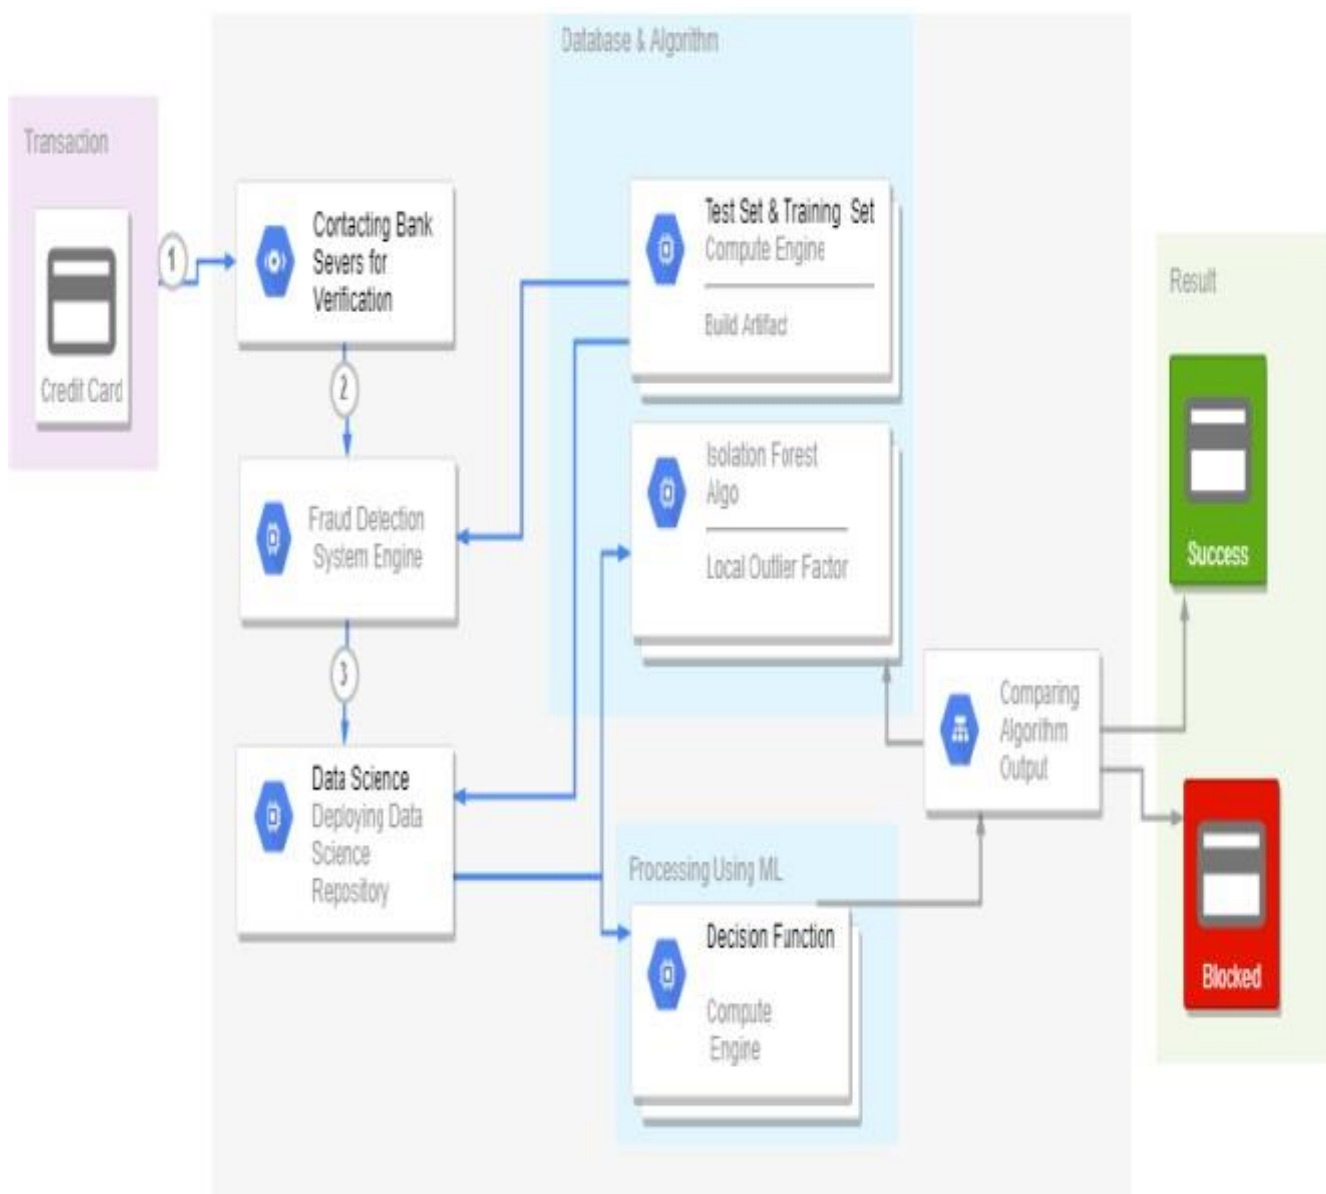 Database & Algorithm
Transaction
Credit Card
1
Contacting Bank
Severs for
Verification
2
Fraud Detection
System Engine
3
Data Science
Deploying Data
Science
Repository
Test Set & Training Set
Compute Engine
Build Artifact
Isolation Forest
Algo
Local Outlier Factor
Processing Using ML
Decision Function
Compute
Engine
Comparing
Algorithm
Output
Result
Success
Blocked